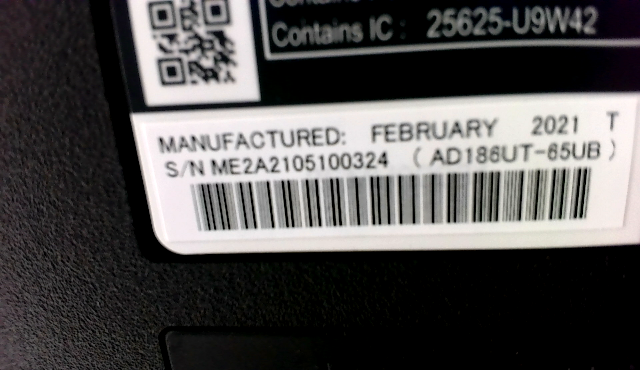 Contains IC : 25625-U9W42
MANUFACTURED: FEBRUARY 2021 T
S/N ME2A2105100324 (AD186UT-65UB)